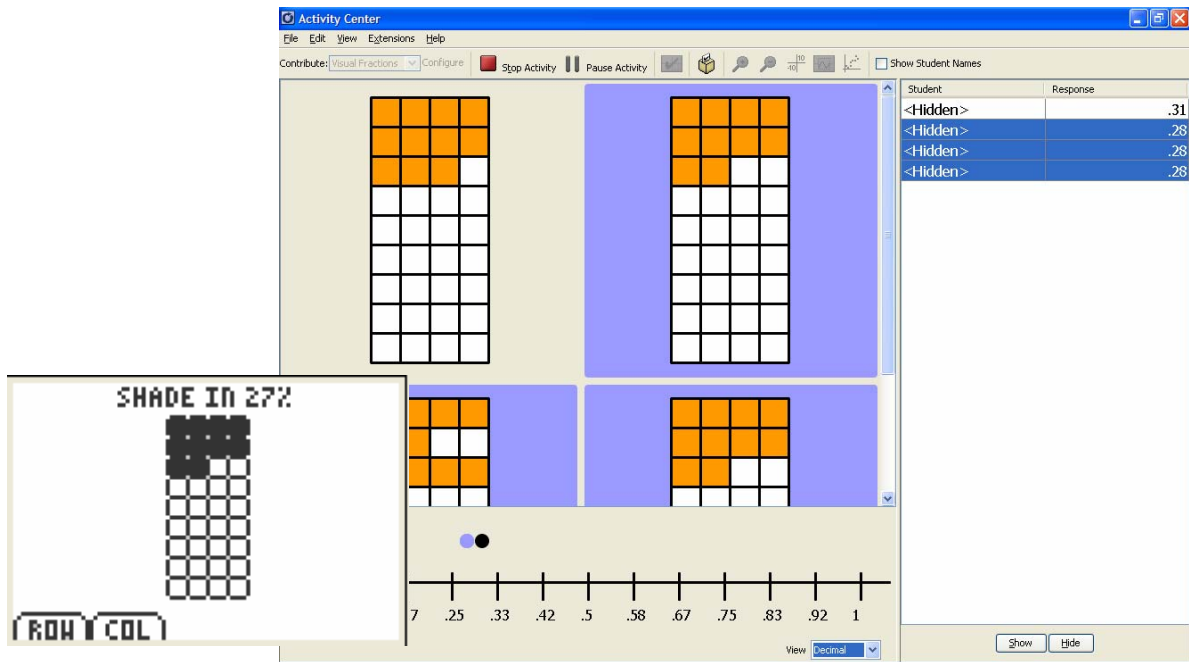 Activity Center
File Edit View Extensions Help
Contribute: Visual Fractions Configure Stop Activity Pause Activity Show Student Names
Student Response
<Hidden> .31
<Hidden> .28
<Hidden> .28
<Hidden> .28
SHADE IN 27%
ROW COL
7 .25 .33 .42 .5 .58 .67 .75 .83 .92 1
View Decimal
Show Hide